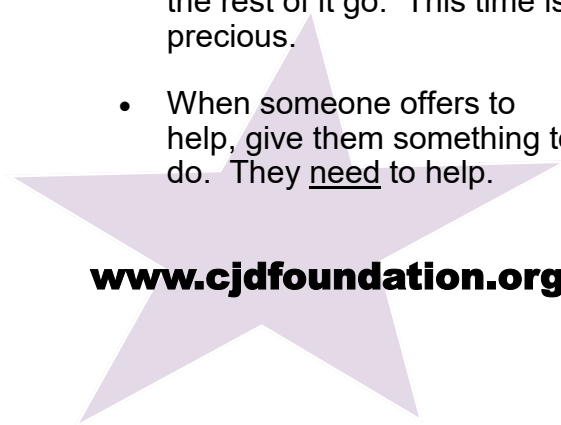 the rest of it go. This time is
precious.
• When someone offers to
help, give them something to
do. They need to help.
www.cjdfoundation.org